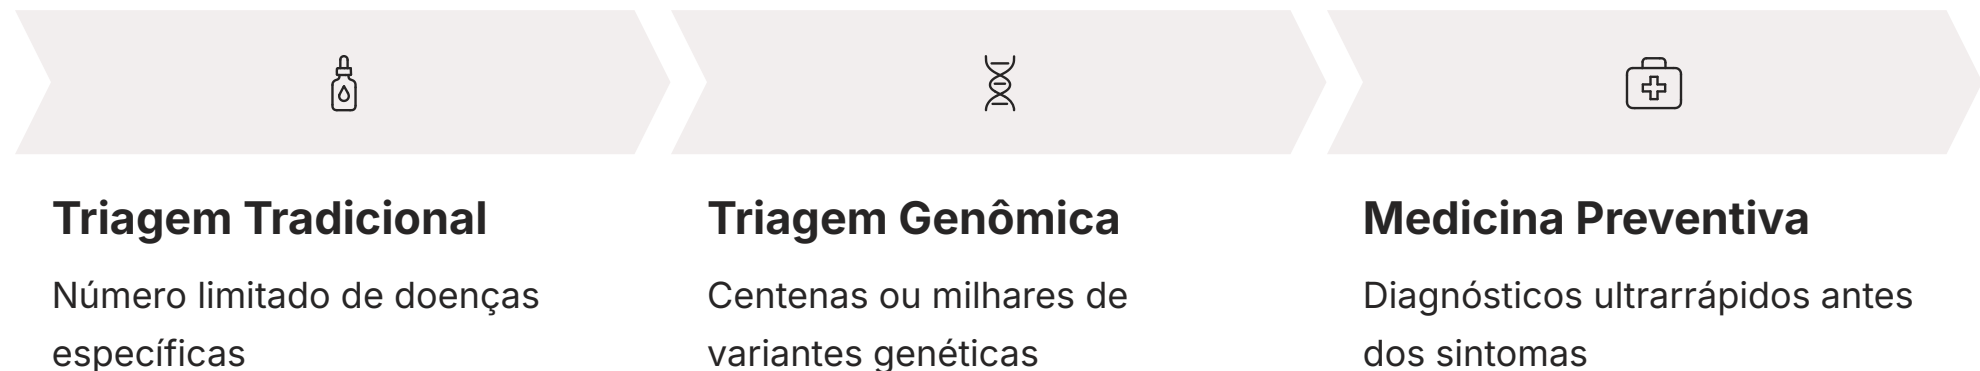 Triagem Tradicional
Número limitado de doenças
específicas
Triagem Genômica
Centenas ou milhares de
variantes genéticas
Medicina Preventiva
Diagnósticos ultrarrápidos antes
dos sintomas